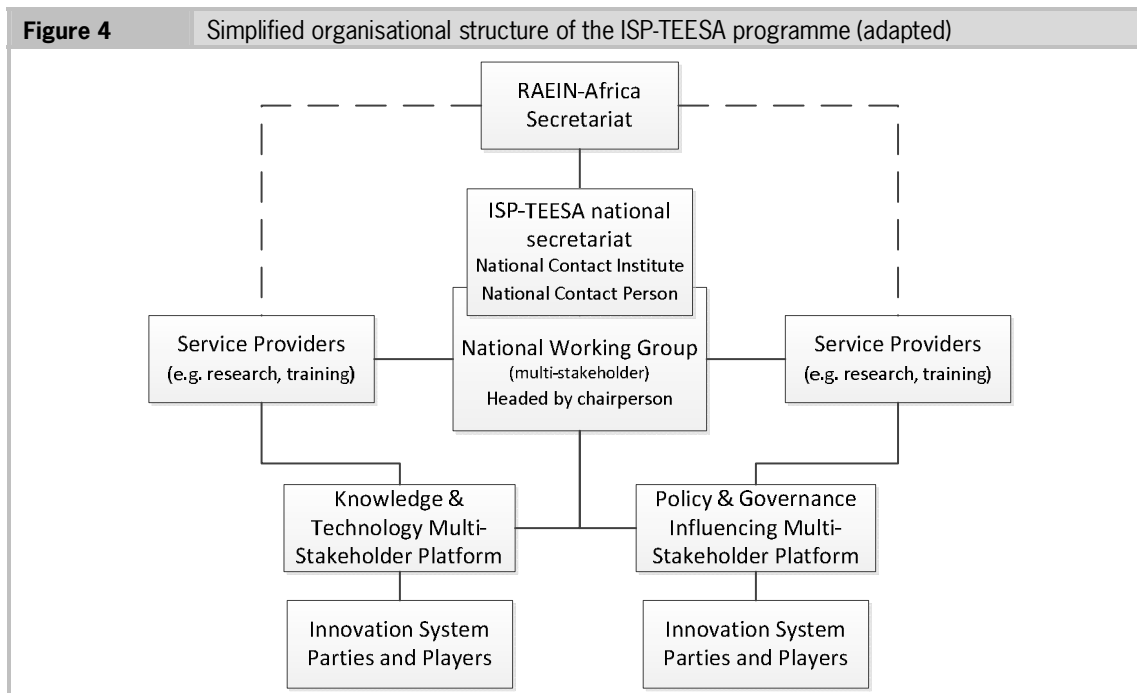 Figure 4 Simplified organisational structure of the ISP-TEESA programme (adapted)
RAEIN-Africa
Secretariat
ISP-TEESA national
secretariat
National Contact Institute
National Contact Person
Service Providers
(e.g. research, training)
National Working Group
(multi-stakeholder)
Headed by chairperson
Service Providers
(e.g. research, training)
Knowledge &
Technology Multi-
Stakeholder Platform
Policy & Governance
Influencing Multi-
Stakeholder Platform
Innovation System
Parties and Players
Innovation System
Parties and Players